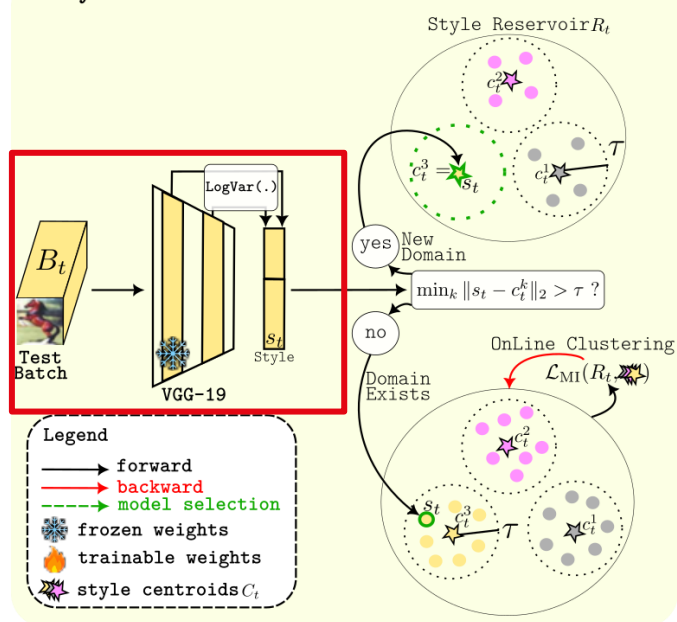 Style Reservoir R_t
c_t^2
c_t^3 = s_t
c_t^1
τ
LogVar(.)
B_t
Test
Batch
VGG-19
s_t
Style
yes
New
Domain
min_k ‖s_t − c_t^k‖_2 > τ ?
no
Domain
Exists
OnLine Clustering
L_MI(R_t, )
c_t^2
s_t
c_t^3
τ
c_t^1
Legend
forward
backward
model selection
frozen weights
trainable weights
style centroids C_t